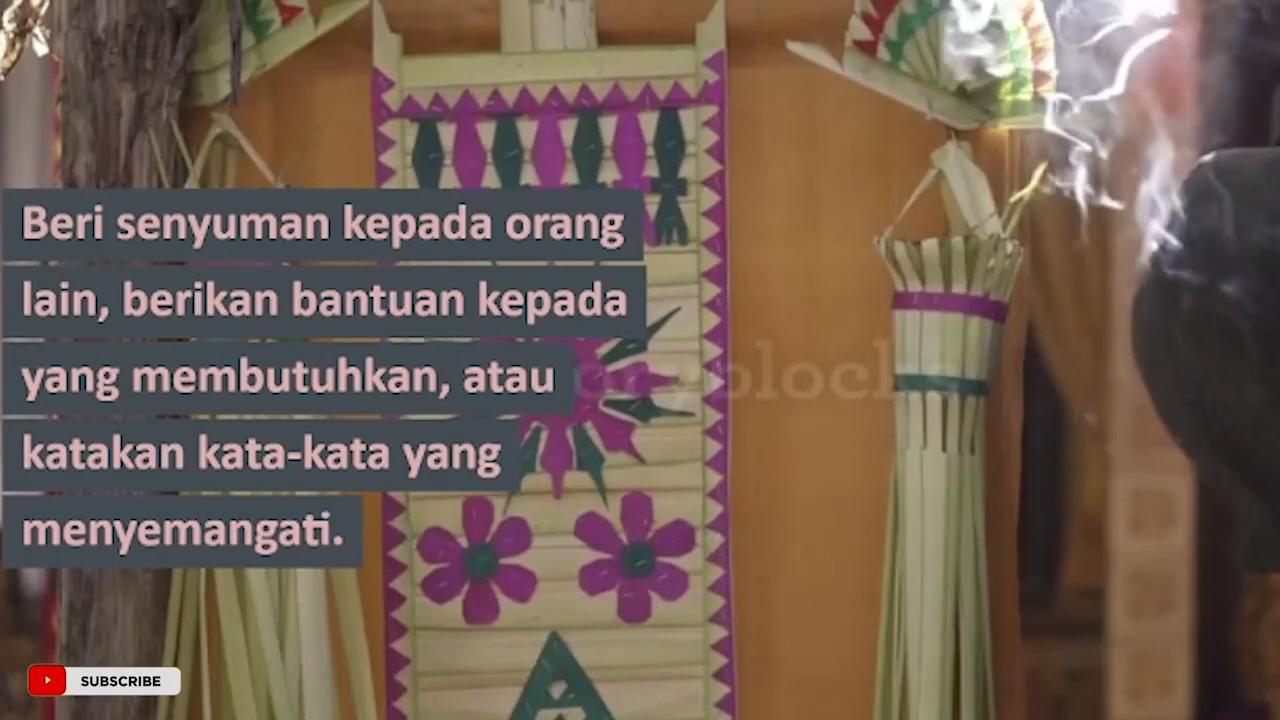 Beri senyuman kepada orang
lain, berikan bantuan kepada
yang membutuhkan, atau
katakan kata-kata yang
menyemangati.
SUBSCRIBE